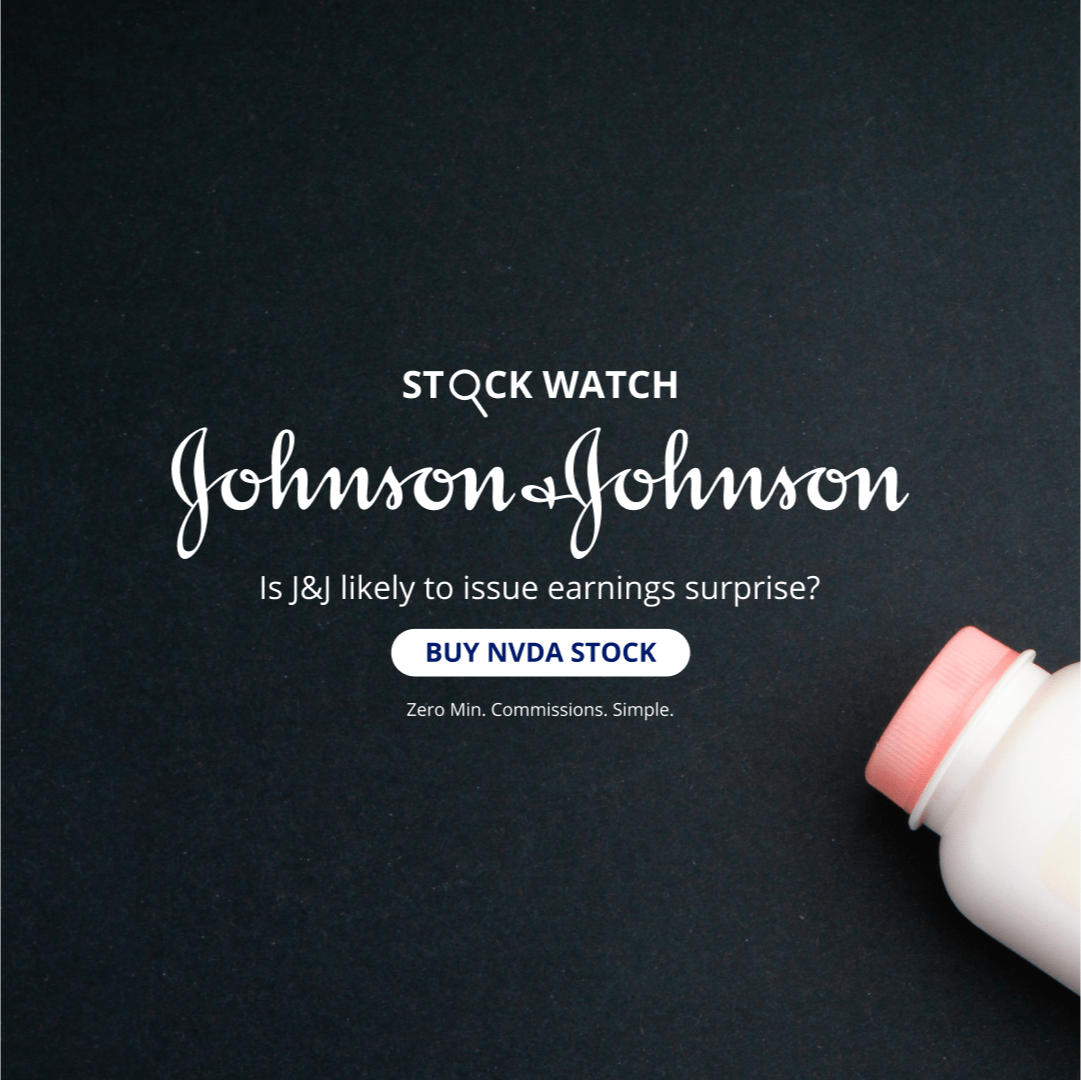 STOCK WATCH
Johnson & Johnson
Is J&J likely to issue earnings surprise?
BUY NVDA STOCK
Zero Min. Commissions. Simple.